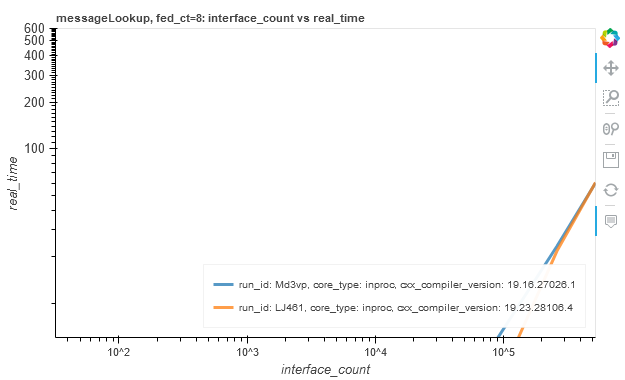 messageLookup, fed_ct=8: interface_count vs real_time
600
500
400
300
200
100
real_time
run_id: Md3vp, core_type: inproc, cxx_compiler_version: 19.16.27026.1
run_id: LJ461, core_type: inproc, cxx_compiler_version: 19.23.28106.4
10^2
10^3
10^4
10^5
interface_count